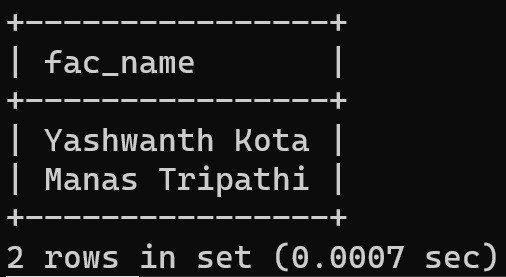 +----------------+
| fac_name       |
+----------------+
| Yashwanth Kota |
| Manas Tripathi |
+----------------+
2 rows in set (0.0007 sec)